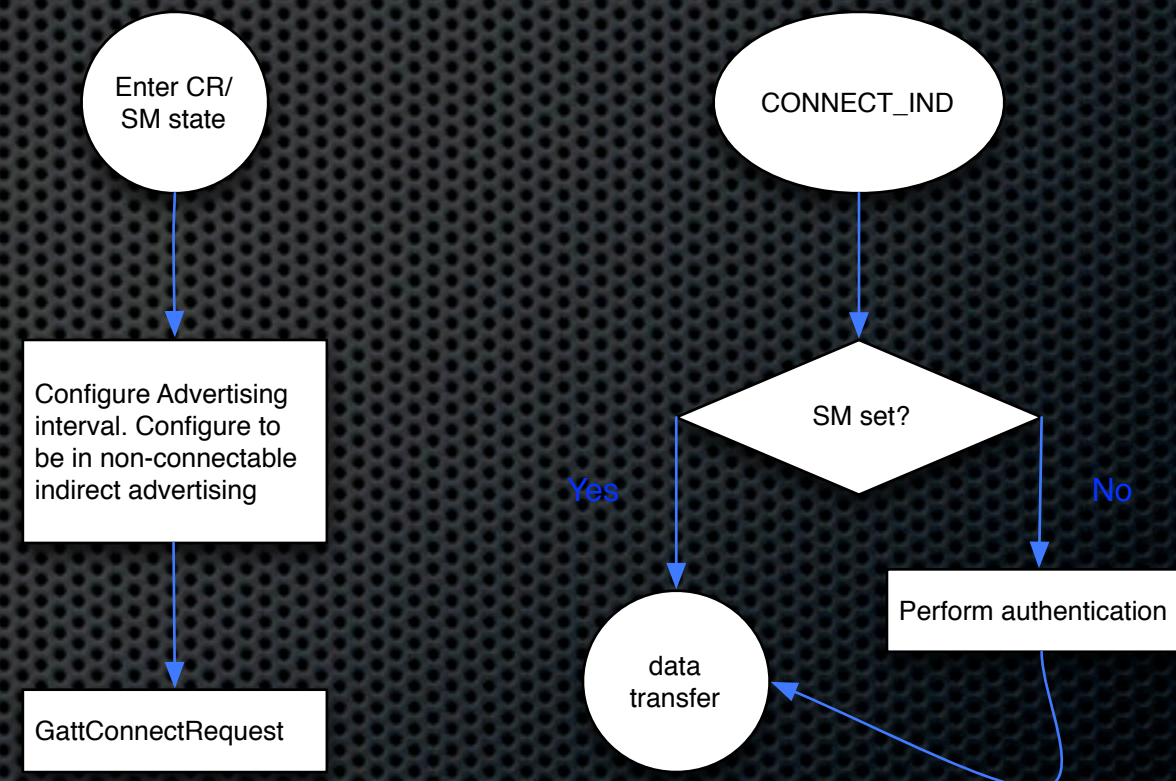 Enter CR/
SM state
Configure Advertising
interval. Configure to
be in non-connectable
indirect advertising
GattConnectRequest
CONNECT_IND
SM set?
Yes
No
Perform authentication
data
transfer